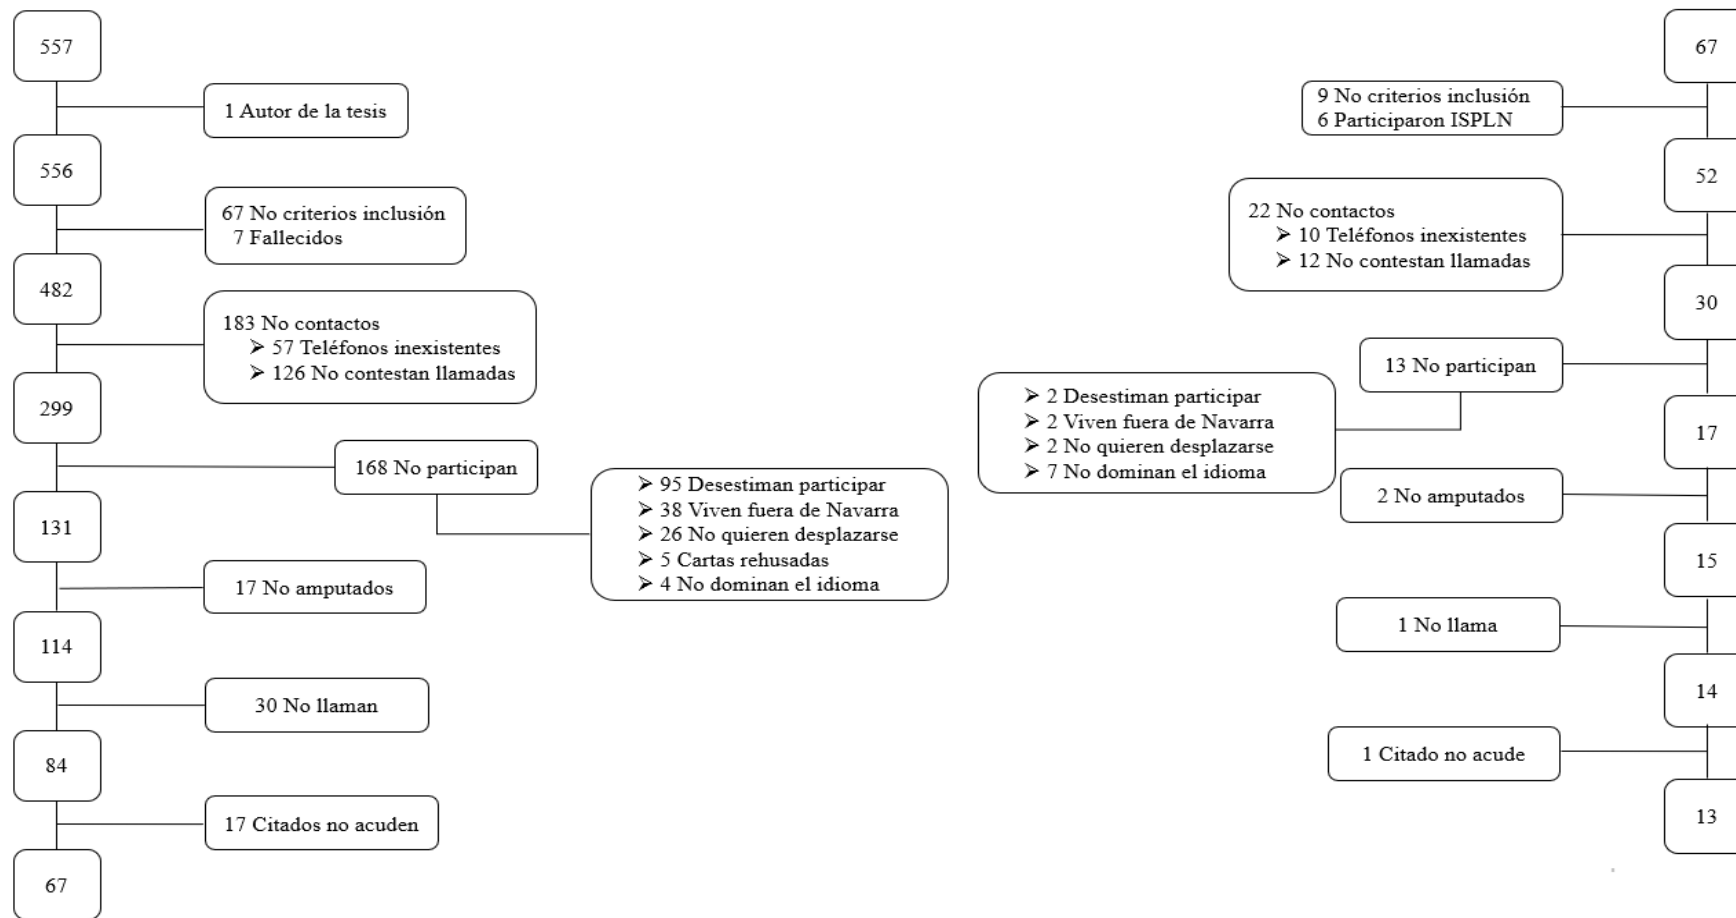 557
1 Autor de la tesis
556
67 No criterios inclusión
7 Fallecidos
482
183 No contactos
➤ 57 Teléfonos inexistentes
➤ 126 No contestan llamadas
299
168 No participan
➤ 95 Desestiman participar
➤ 38 Viven fuera de Navarra
➤ 26 No quieren desplazarse
➤ 5 Cartas rehusadas
➤ 4 No dominan el idioma
131
17 No amputados
114
30 No llaman
84
17 Citados no acuden
67
67
9 No criterios inclusión
6 Participaron ISPLN
52
22 No contactos
➤ 10 Teléfonos inexistentes
➤ 12 No contestan llamadas
30
13 No participan
➤ 2 Desestiman participar
➤ 2 Viven fuera de Navarra
➤ 2 No quieren desplazarse
➤ 7 No dominan el idioma
17
2 No amputados
15
1 No llama
14
1 Citado no acude
13